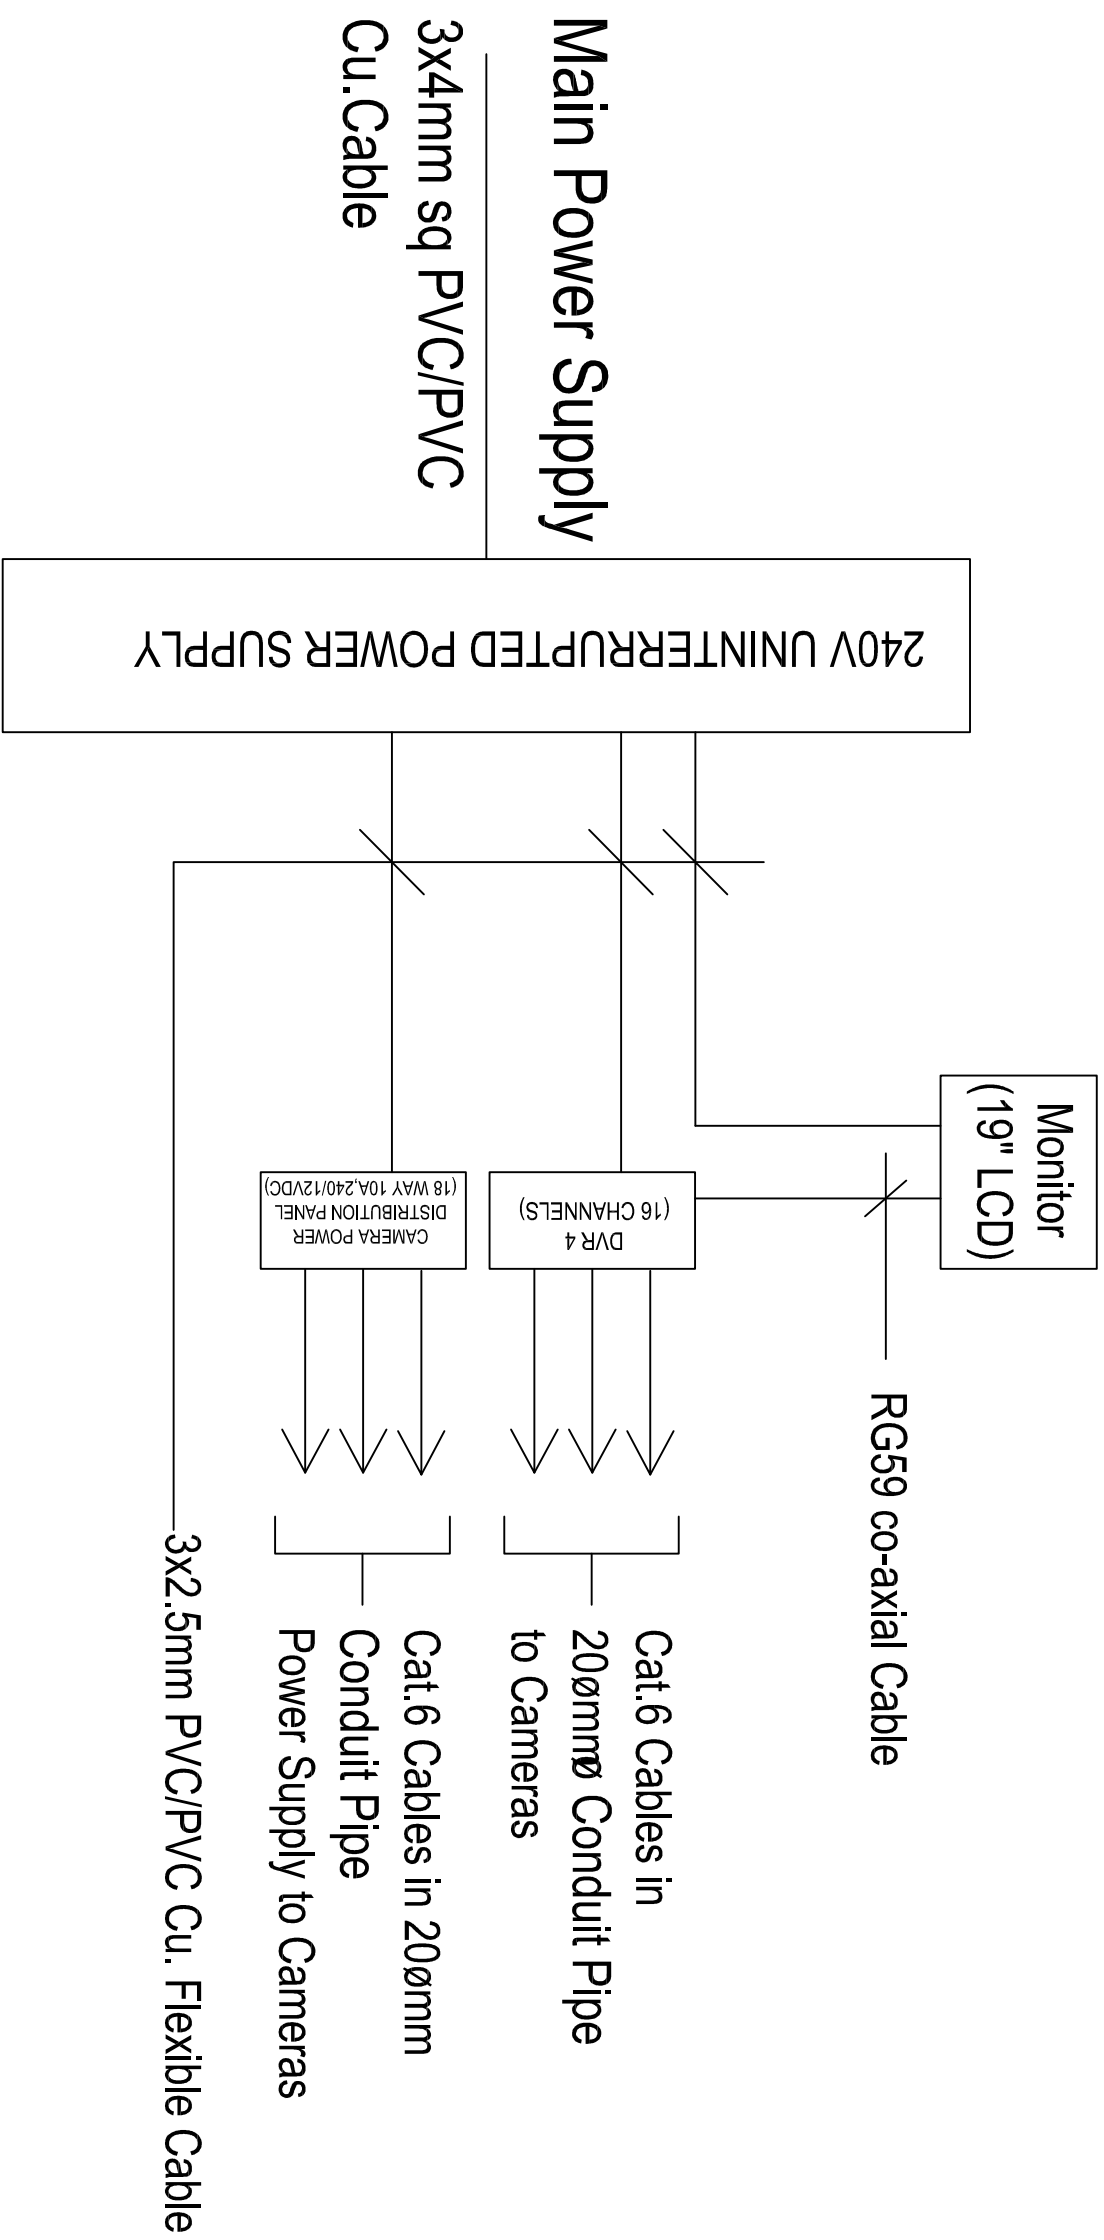 Main Power Supply
3x4mm sq PVC/PVC
Cu.Cable
240V UNINTERRUPTED POWER SUPPLY
Monitor
(19" LCD)
RG59 co-axial Cable
DVR 4
(16 CHANNELS)
Cat.6 Cables in
20ømmø Conduit Pipe
to Cameras
CAMERA POWER
DISTRIBUTION PANEL
(18 WAY 10A,240/12VDC)
Cat.6 Cables in 20ømm
Conduit Pipe
Power Supply to Cameras
3x2.5mm PVC/PVC Cu. Flexible Cable